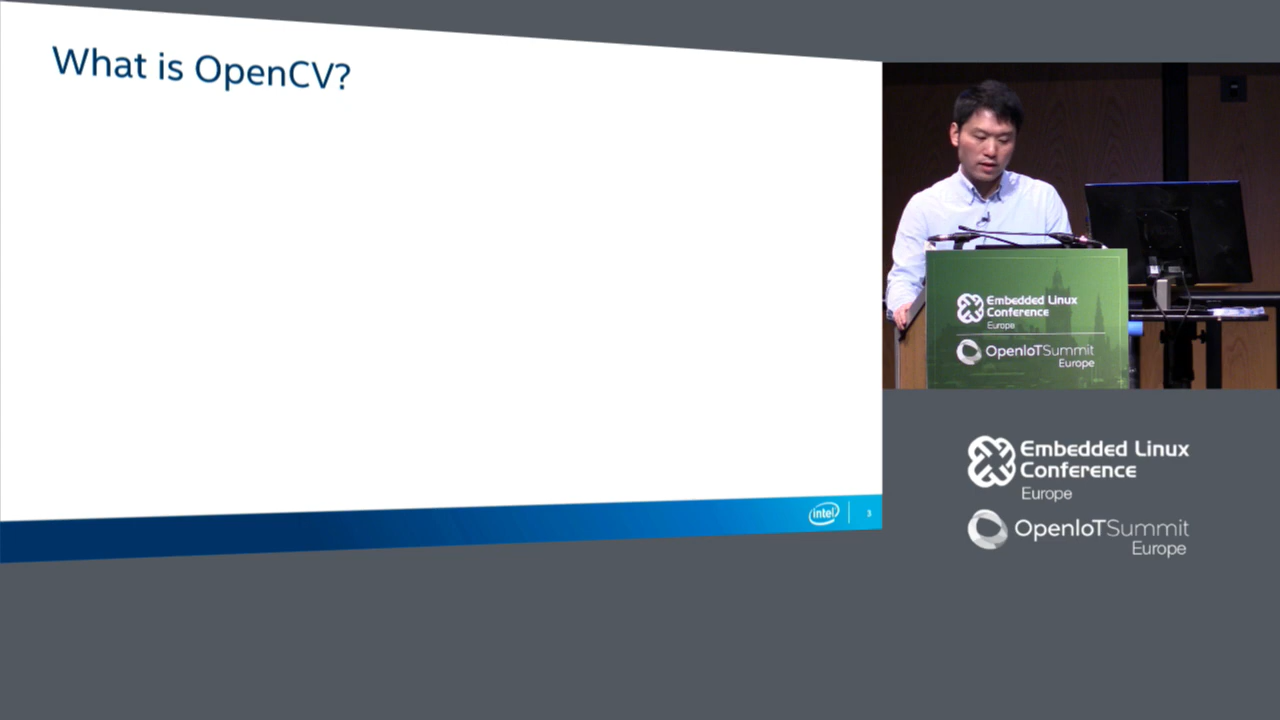 What is OpenCV?
intel
3
Embedded Linux
Conference
Europe
OpenIoTSummit
Europe
Embedded Linux
Conference
Europe
OpenIoTSummit
Europe